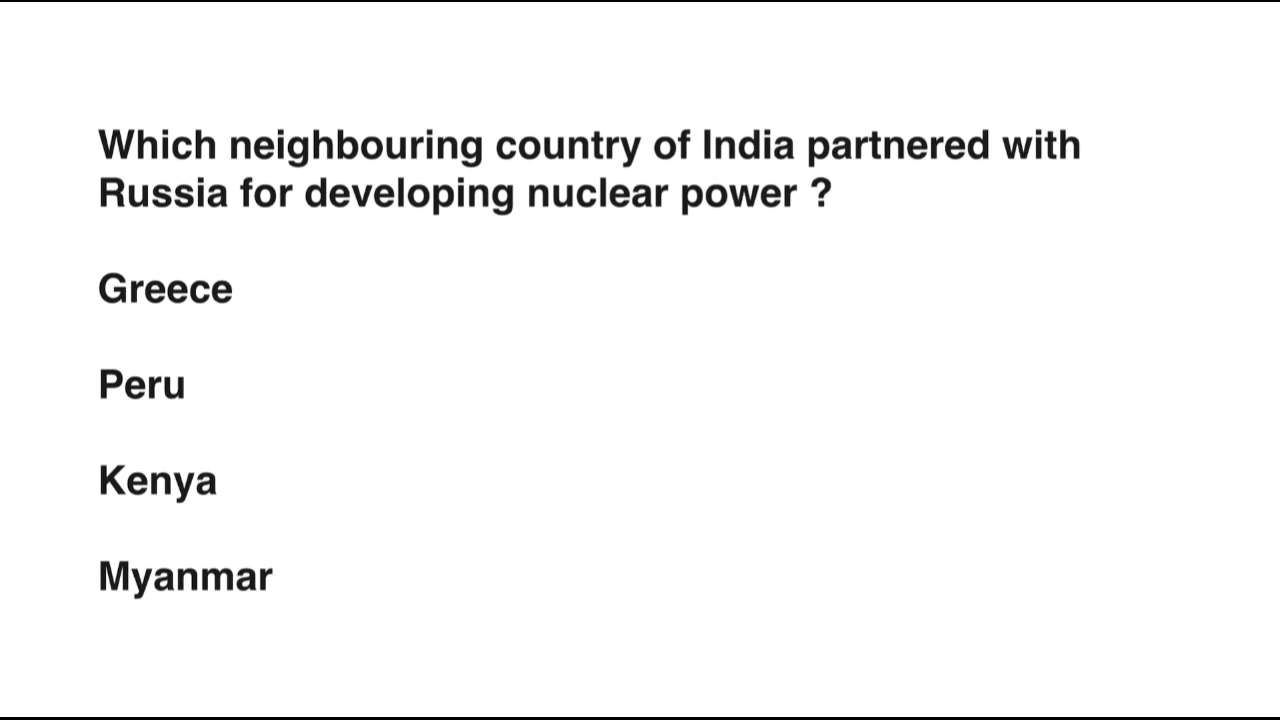 Which neighbouring country of India partnered with
Russia for developing nuclear power ?
Greece
Peru
Kenya
Myanmar